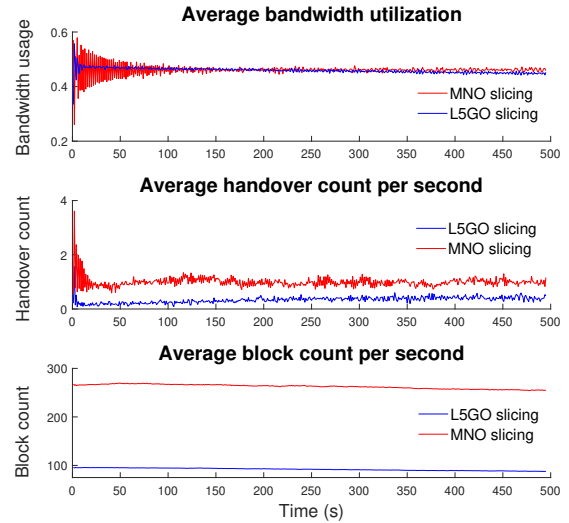 Average bandwidth utilization
Bandwidth usage
0.6
0.4
0.2
MNO slicing
L5GO slicing
0 50 100 150 200 250 300 350 400 450 500
Average handover count per second
Handover count
4
2
0
L5GO slicing
MNO slicing
0 50 100 150 200 250 300 350 400 450 500
Average block count per second
Block count
300
200
100
L5GO slicing
MNO slicing
0 50 100 150 200 250 300 350 400 450 500
Time (s)